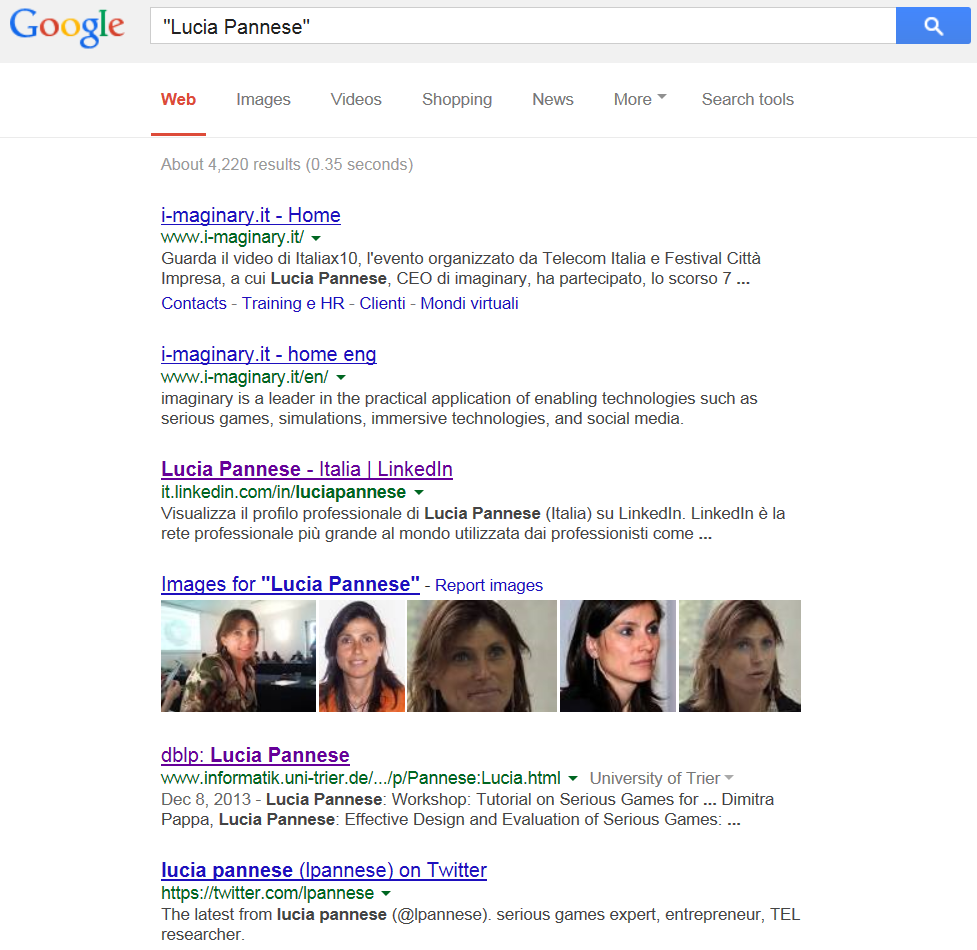 Google "Lucia Pannese"
Web Images Videos Shopping News More Search tools
About 4,220 results (0.35 seconds)
i-maginary.it - Home
www.i-maginary.it/
Guarda il video di Italiax10, l'evento organizzato da Telecom Italia e Festival Città
Impresa, a cui Lucia Pannese, CEO di imaginary, ha partecipato, lo scorso 7 ...
Contacts - Training e HR - Clienti - Mondi virtuali
i-maginary.it - home eng
www.i-maginary.it/en/
imaginary is a leader in the practical application of enabling technologies such as
serious games, simulations, immersive technologies, and social media.
Lucia Pannese - Italia | LinkedIn
it.linkedin.com/in/luciapannese
Visualizza il profilo professionale di Lucia Pannese (Italia) su LinkedIn. LinkedIn è la
rete professionale più grande al mondo utilizzata dai professionisti come ...
Images for "Lucia Pannese" - Report images
dblp: Lucia Pannese
www.informatik.uni-trier.de/.../p/Pannese:Lucia.html University of Trier
Dec 8, 2013 - Lucia Pannese: Workshop: Tutorial on Serious Games for ... Dimitra
Pappa, Lucia Pannese: Effective Design and Evaluation of Serious Games: ...
lucia pannese (lpannese) on Twitter
https://twitter.com/lpannese
The latest from lucia pannese (@lpannese). serious games expert, entrepreneur, TEL
researcher.